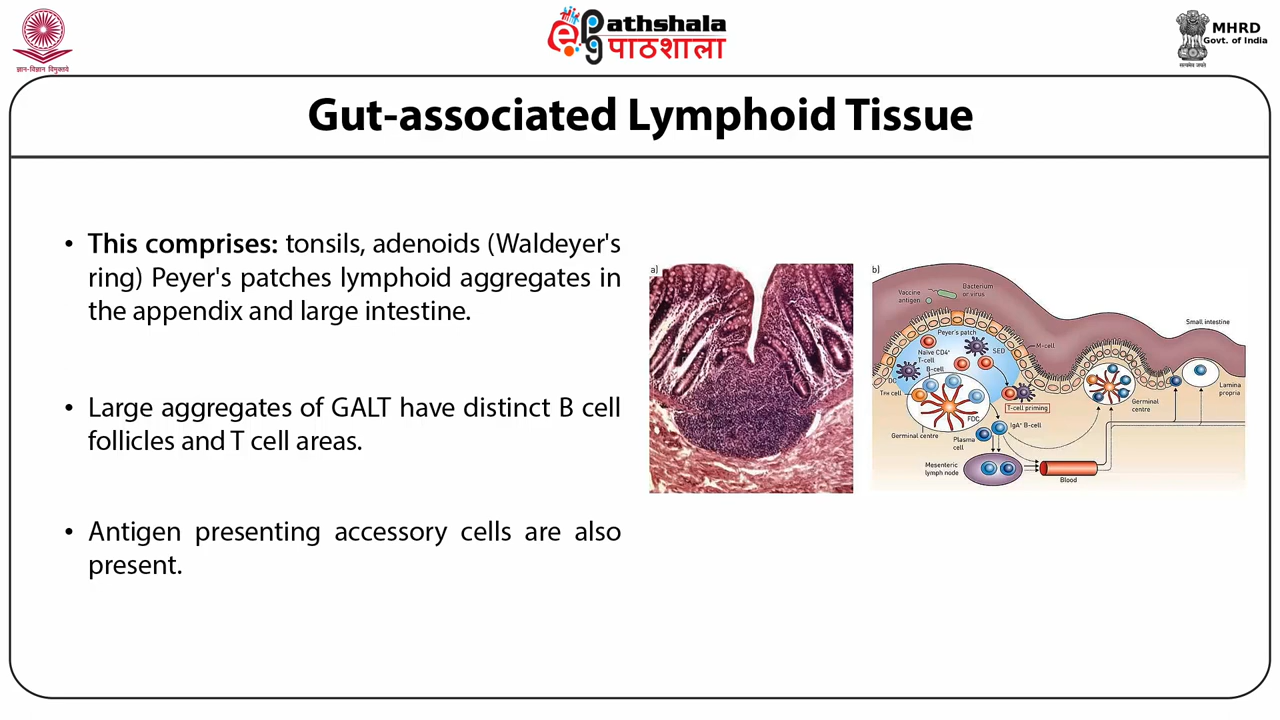 ज्ञान-विज्ञान विमुक्तये
ePathshala
पाठशाला
MHRD
Govt. of India
सत्यमेव जयते
Gut-associated Lymphoid Tissue
• This comprises: tonsils, adenoids (Waldeyer's
ring) Peyer's patches lymphoid aggregates in
the appendix and large intestine.
• Large aggregates of GALT have distinct B cell
follicles and T cell areas.
• Antigen presenting accessory cells are also
present.
a)
b)
Vaccine
antigen
Bacterium
or virus
Small intestine
Peyer's patch
M-cell
Naïve CD4+
T-cell
SED
B-cell
DC
TFH cell
FDC
T-cell priming
Germinal centre
IgA+ B-cell
Plasma
cell
Germinal
centre
Lamina
propria
Mesenteric
lymph node
Blood